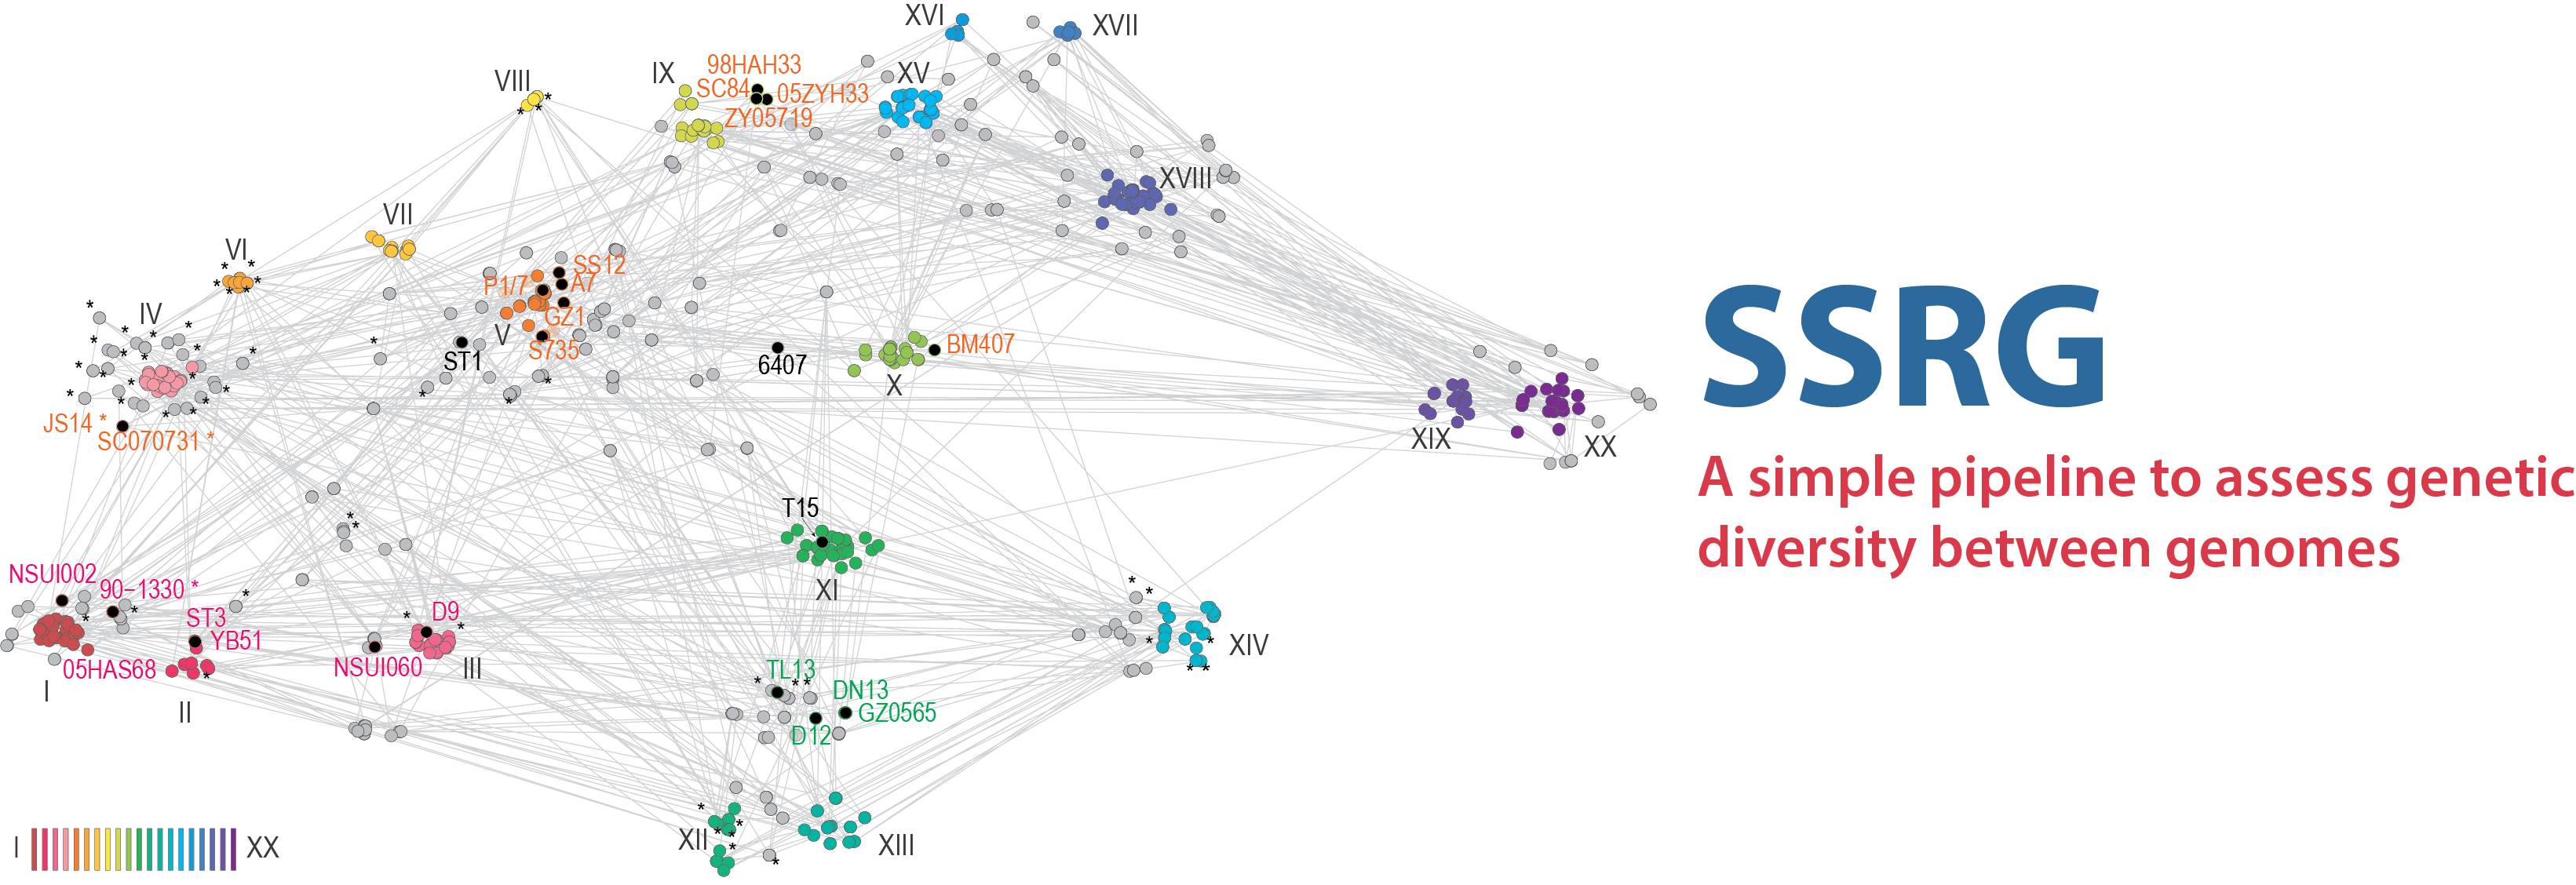 XVI
XVII
IX
98HAH33
XV
VIII
*
*
*
SC84
05ZYH33
ZY05719
XVIII
VII
VI
*
*
*
*
*
*
SS12
P1/7
A7
IV
*
*
*
*
*
*
*
*
*
GZ1
V
*
S735
ST1
6407
BM407
X
*
*
*
*
*
*
*
*
*
*
*
*
JS14 *
SC070731 *
XIX
XX
SSRG
A simple pipeline to assess genetic
diversity between genomes
T15
*
*
XI
NSUI002
90-1330 *
*
*
*
ST3
YB51
05HAS68
*
I
II
*
D9
*
NSUI060
III
*
*
*
*
XIV
*
*
TL13
*
*
*
DN13
GZ0565
D12
*
XII
*
*
*
*
*
XIII
I
XX